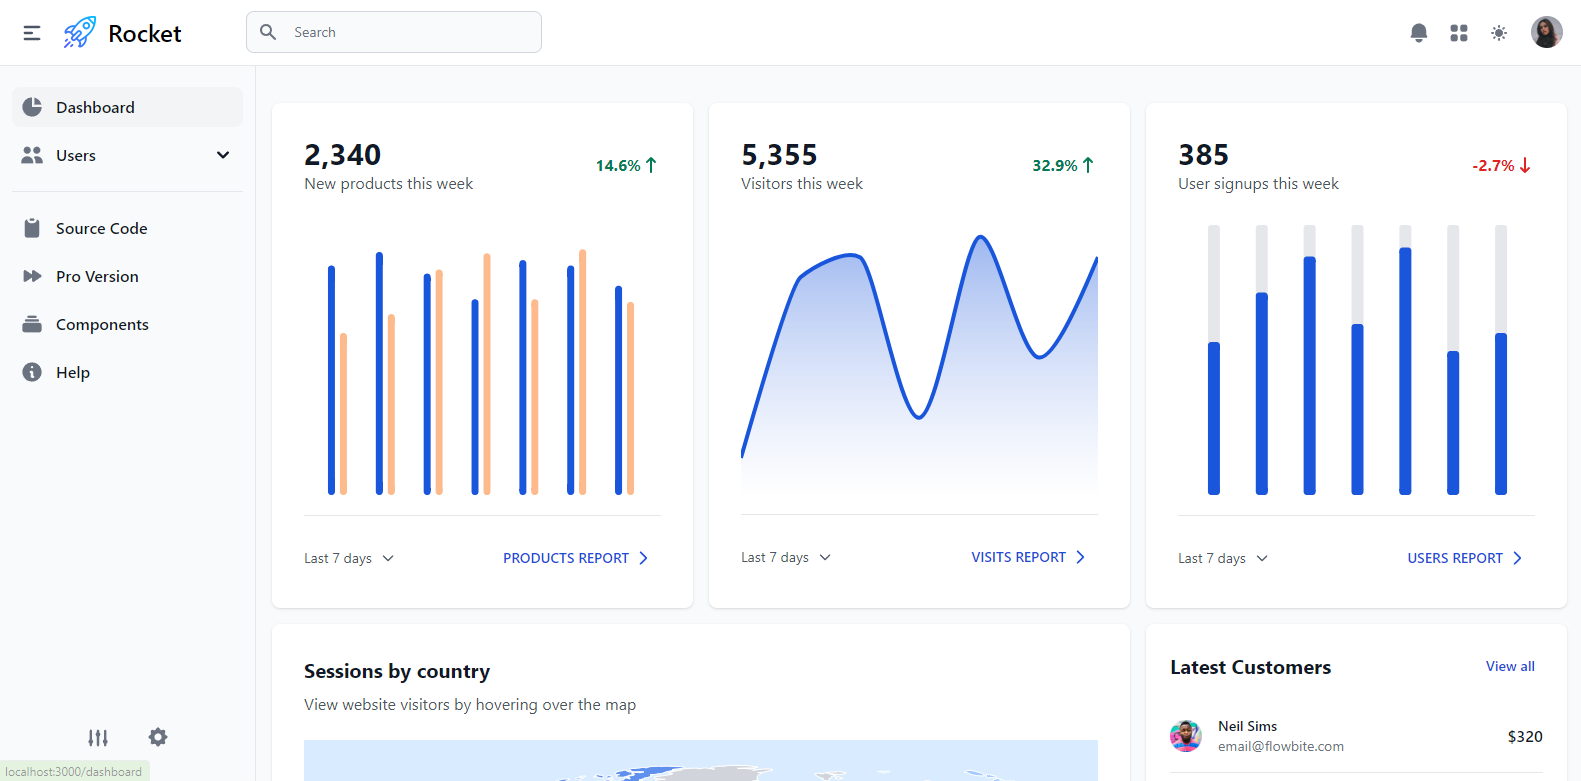 Rocket
Search
Dashboard
Users
Source Code
Pro Version
Components
Help
2,340
14.6%
New products this week
Last 7 days
PRODUCTS REPORT
5,355
32.9%
Visitors this week
Last 7 days
VISITS REPORT
385
-2.7%
User signups this week
Last 7 days
USERS REPORT
Sessions by country
View website visitors by hovering over the map
Latest Customers
View all
Neil Sims
email@flowbite.com
$320
localhost:3000/dashboard